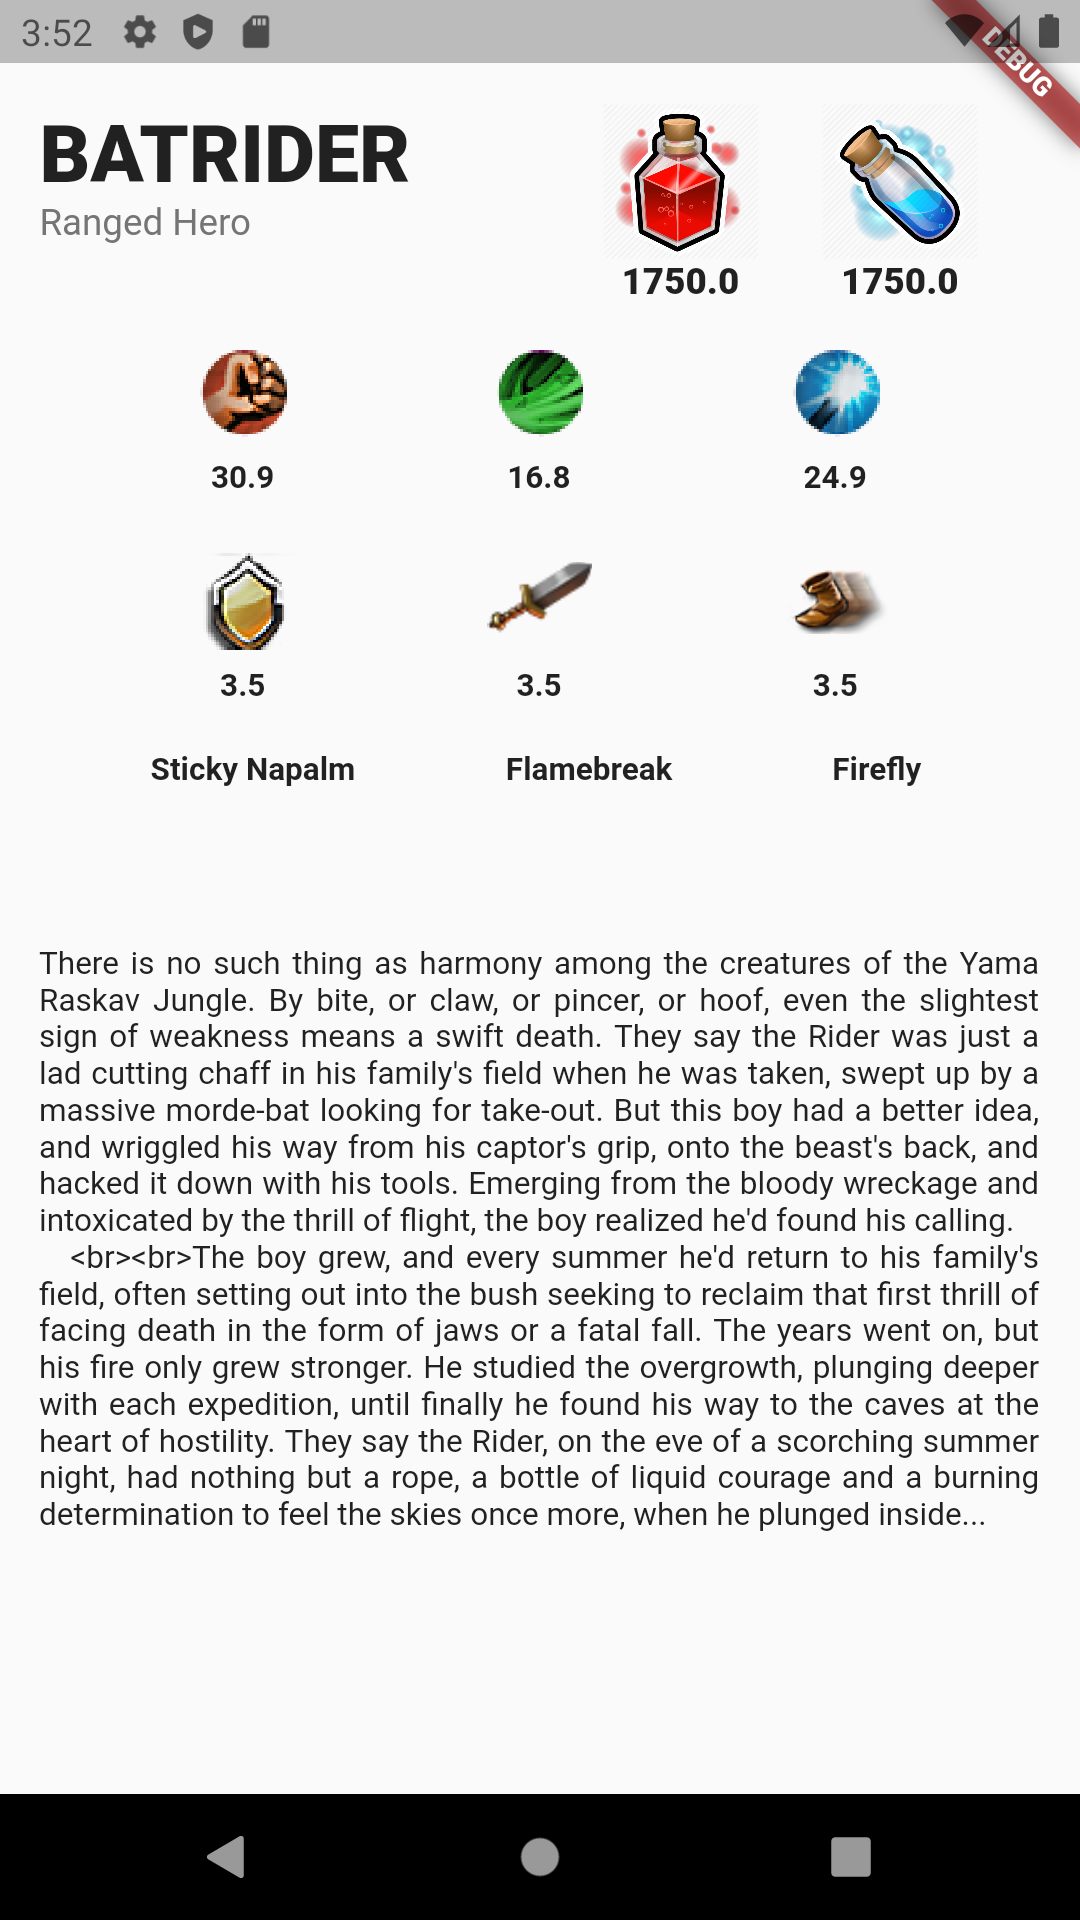 3:52
DEBUG
BATRIDER
Ranged Hero
1750.0 1750.0
30.9 16.8 24.9
3.5 3.5 3.5
Sticky Napalm Flamebreak Firefly
There is no such thing as harmony among the creatures of the Yama
Raskav Jungle. By bite, or claw, or pincer, or hoof, even the slightest
sign of weakness means a swift death. They say the Rider was just a
lad cutting chaff in his family's field when he was taken, swept up by a
massive morde-bat looking for take-out. But this boy had a better idea,
and wriggled his way from his captor's grip, onto the beast's back, and
hacked it down with his tools. Emerging from the bloody wreckage and
intoxicated by the thrill of flight, the boy realized he'd found his calling.
<br><br>The boy grew, and every summer he'd return to his family's
field, often setting out into the bush seeking to reclaim that first thrill of
facing death in the form of jaws or a fatal fall. The years went on, but
his fire only grew stronger. He studied the overgrowth, plunging deeper
with each expedition, until finally he found his way to the caves at the
heart of hostility. They say the Rider, on the eve of a scorching summer
night, had nothing but a rope, a bottle of liquid courage and a burning
determination to feel the skies once more, when he plunged inside...